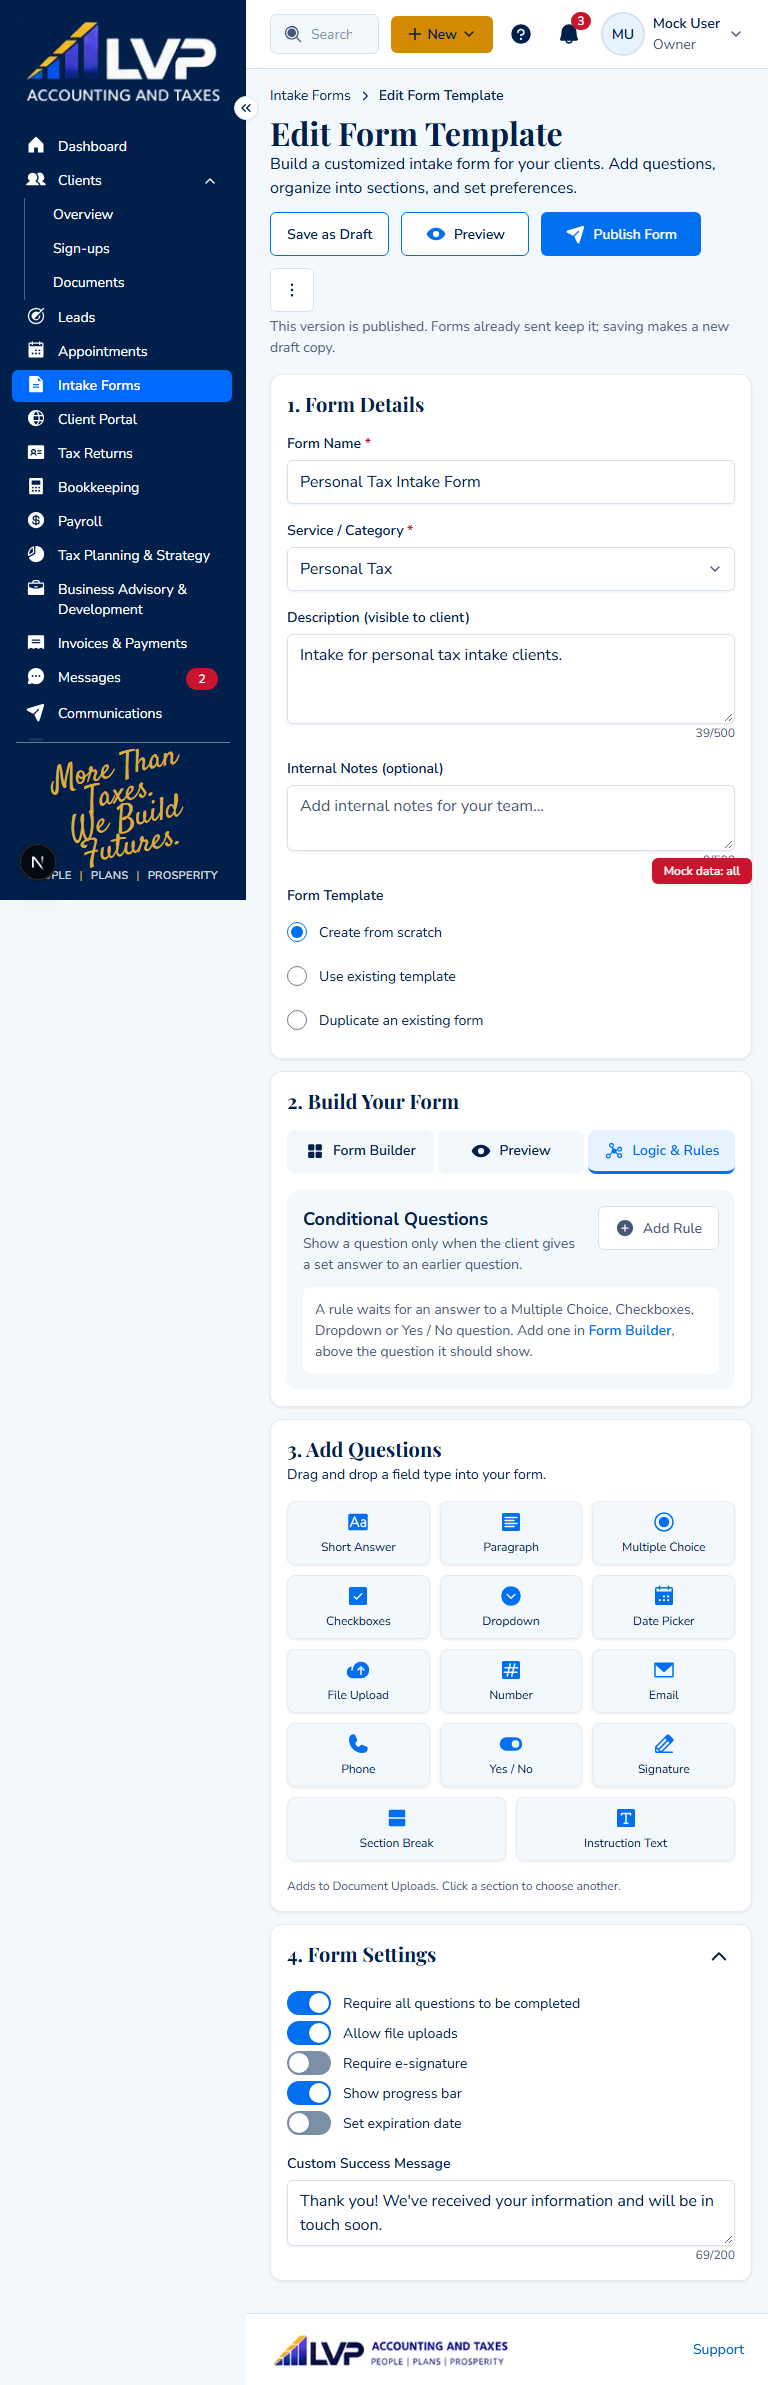 LVP
ACCOUNTING AND TAXES
Search
New
3
MU
Mock User
Owner
Dashboard
Clients
Overview
Sign-ups
Documents
Leads
Appointments
Intake Forms
Client Portal
Tax Returns
Bookkeeping
Payroll
Tax Planning & Strategy
Business Advisory &
Development
Invoices & Payments
Messages
2
Communications
More Than
Taxes.
We Build
Futures.
N
PLE | PLANS | PROSPERITY
Intake Forms > Edit Form Template
Edit Form Template
Build a customized intake form for your clients. Add questions,
organize into sections, and set preferences.
Save as Draft
Preview
Publish Form
This version is published. Forms already sent keep it; saving makes a new
draft copy.
1. Form Details
Form Name *
Personal Tax Intake Form
Service / Category *
Personal Tax
Description (visible to client)
Intake for personal tax intake clients.
39/500
Internal Notes (optional)
Add internal notes for your team...
Mock data: all
Form Template
Create from scratch
Use existing template
Duplicate an existing form
2. Build Your Form
Form Builder
Preview
Logic & Rules
Conditional Questions
Add Rule
Show a question only when the client gives
a set answer to an earlier question.
A rule waits for an answer to a Multiple Choice, Checkboxes,
Dropdown or Yes / No question. Add one in Form Builder,
above the question it should show.
3. Add Questions
Drag and drop a field type into your form.
Short Answer
Paragraph
Multiple Choice
Checkboxes
Dropdown
Date Picker
File Upload
Number
Email
Phone
Yes / No
Signature
Section Break
Instruction Text
Adds to Document Uploads. Click a section to choose another.
4. Form Settings
Require all questions to be completed
Allow file uploads
Require e-signature
Show progress bar
Set expiration date
Custom Success Message
Thank you! We've received your information and will be in
touch soon.
69/200
LVP
ACCOUNTING AND TAXES
PEOPLE | PLANS | PROSPERITY
Support